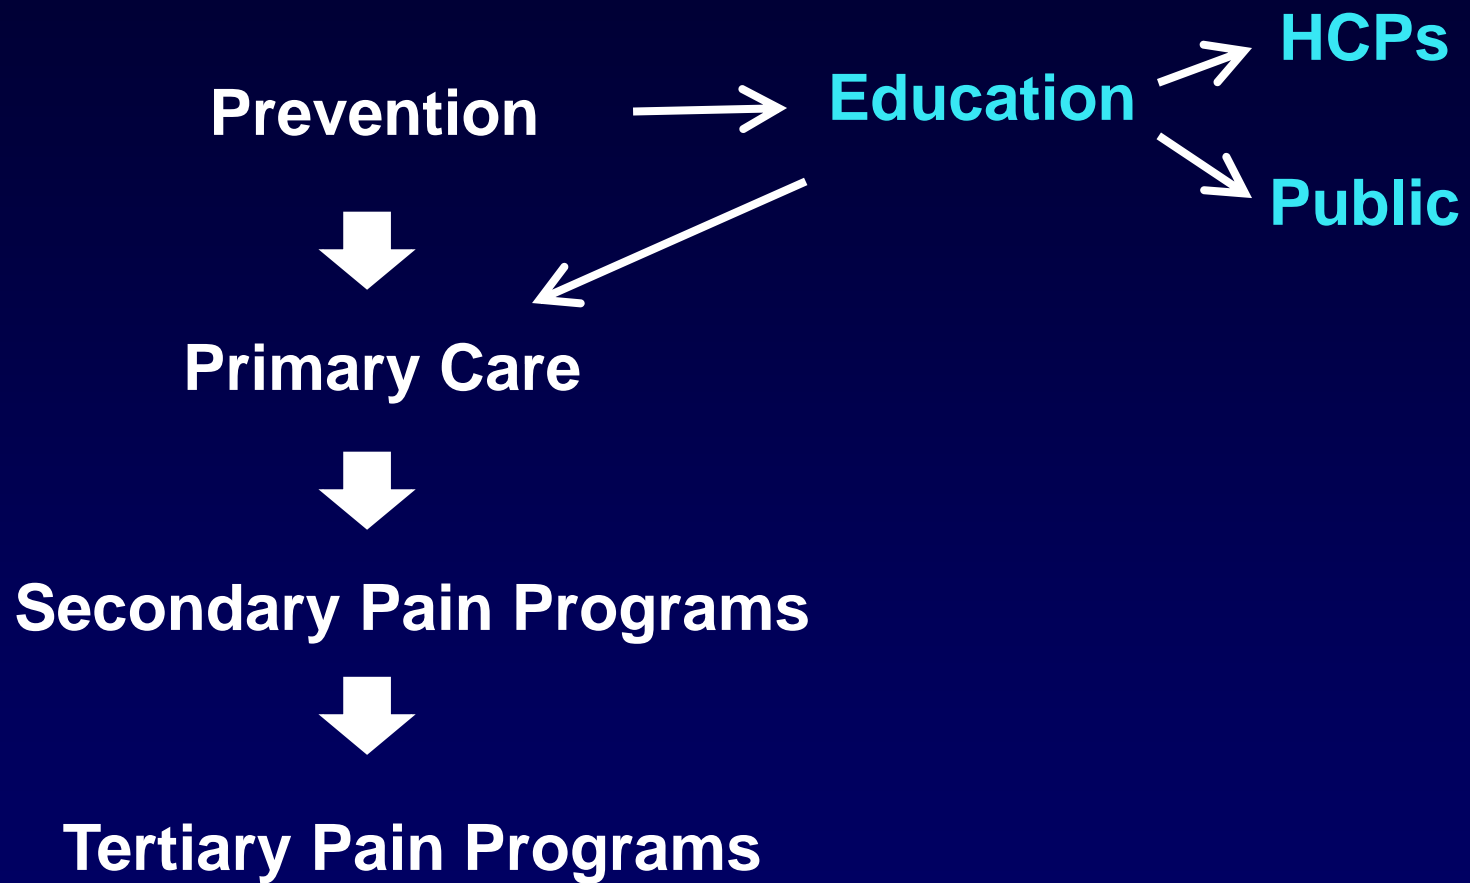 HCPs
Prevention
Education
Public
Primary Care
Secondary Pain Programs
Tertiary Pain Programs